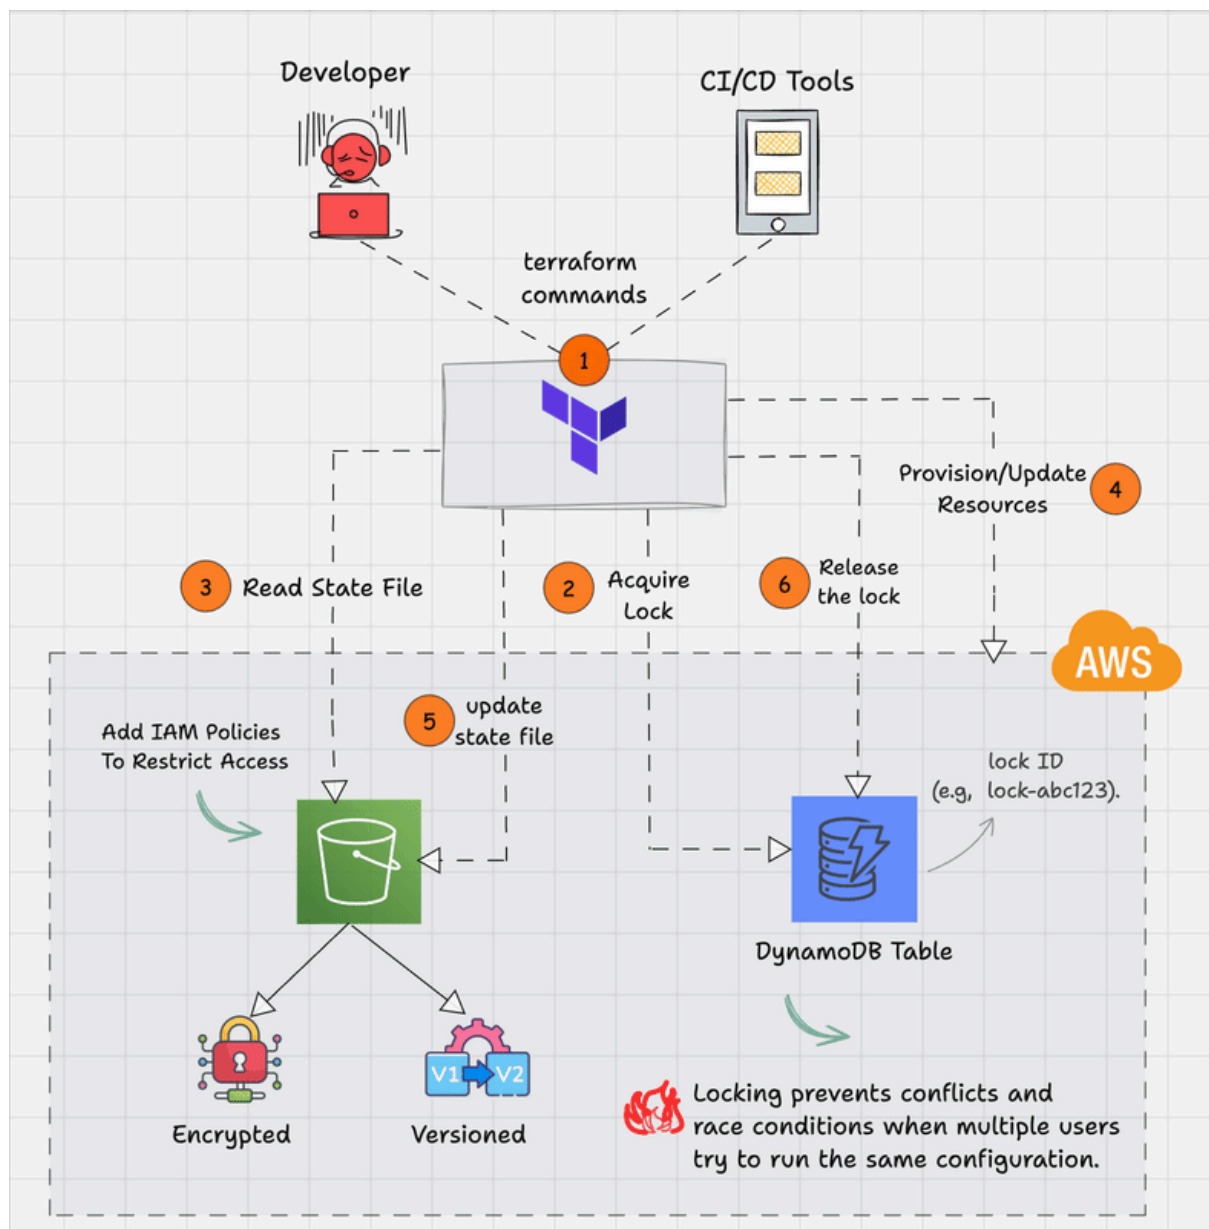 Developer
CI/CD Tools
terraform
commands
1
Provision/Update
Resources
4
3
Read State File
2
Acquire
Lock
6
Release
the lock
AWS
5
update
state file
Add IAM Policies
To Restrict Access
lock ID
(e.g, lock-abc123).
DynamoDB Table
V1
V2
Encrypted
Versioned
Locking prevents conflicts and
race conditions when multiple users
try to run the same configuration.